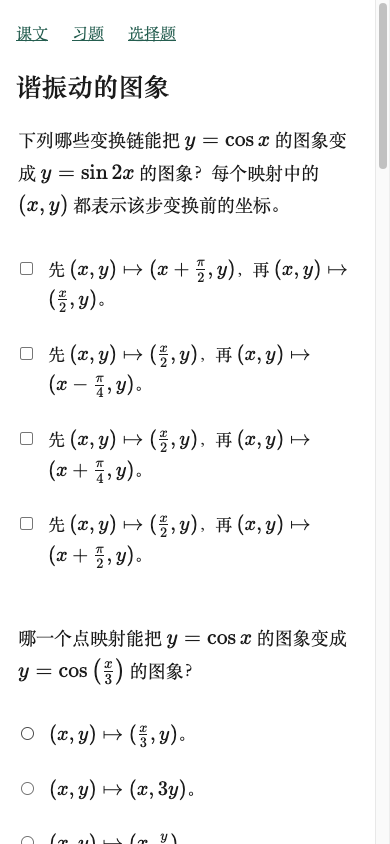 课文 习题 选择题
谐振动的图象
下列哪些变换链能把 y = cos x 的图象变
成 y = sin 2x 的图象？每个映射中的
(x, y) 都表示该步变换前的坐标。
先 (x, y) ↦ (x + π/2, y)，再 (x, y) ↦
(x/2, y)。
先 (x, y) ↦ (x/2, y)，再 (x, y) ↦
(x − π/4, y)。
先 (x, y) ↦ (x/2, y)，再 (x, y) ↦
(x + π/4, y)。
先 (x, y) ↦ (x/2, y)，再 (x, y) ↦
(x + π/2, y)。
哪一个点映射能把 y = cos x 的图象变成
y = cos (x/3) 的图象？
(x, y) ↦ (x/3, y)。
(x, y) ↦ (x, 3y)。